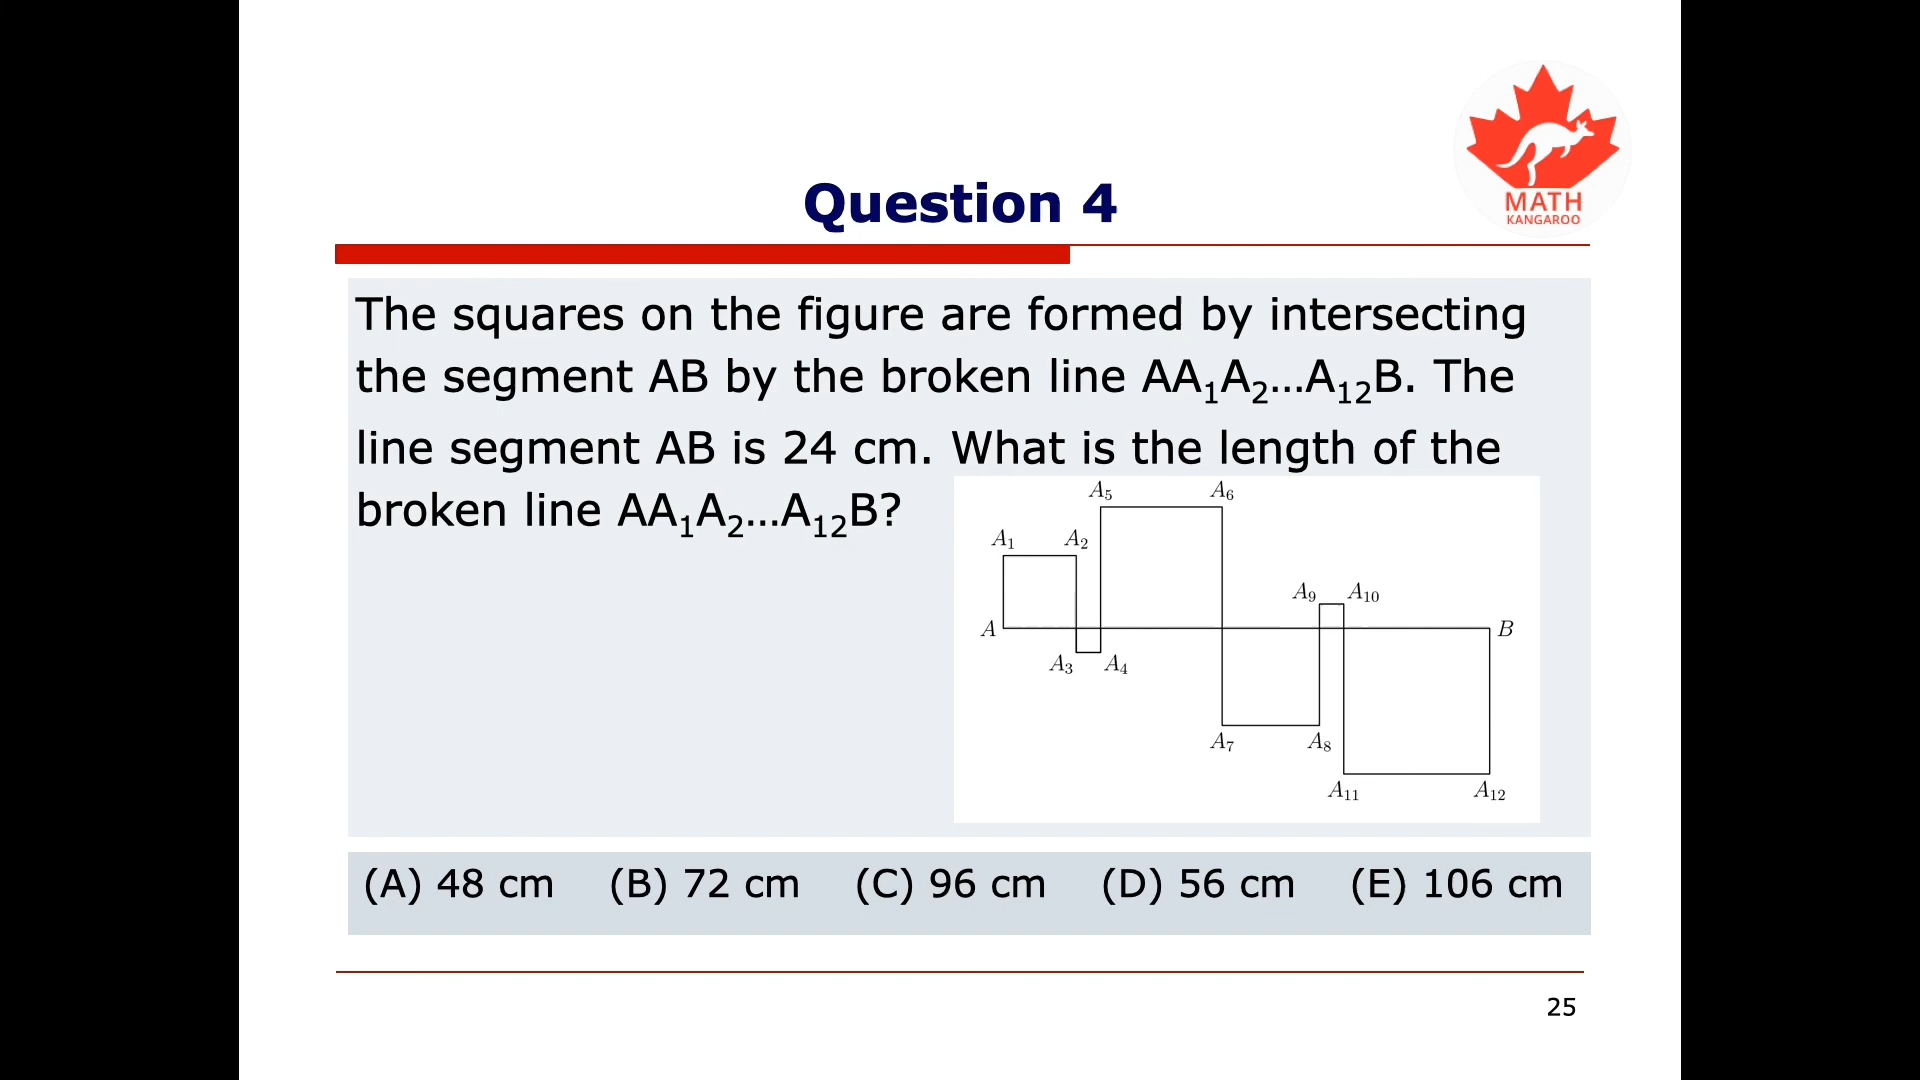 MATH
KANGAROO
Question 4
The squares on the figure are formed by intersecting
the segment AB by the broken line AA₁A₂…A₁₂B. The
line segment AB is 24 cm. What is the length of the
broken line AA₁A₂…A₁₂B?
A₅ A₆
A₁ A₂
A₉ A₁₀
A B
A₃ A₄
A₇ A₈
A₁₁ A₁₂
(A) 48 cm (B) 72 cm (C) 96 cm (D) 56 cm (E) 106 cm
25